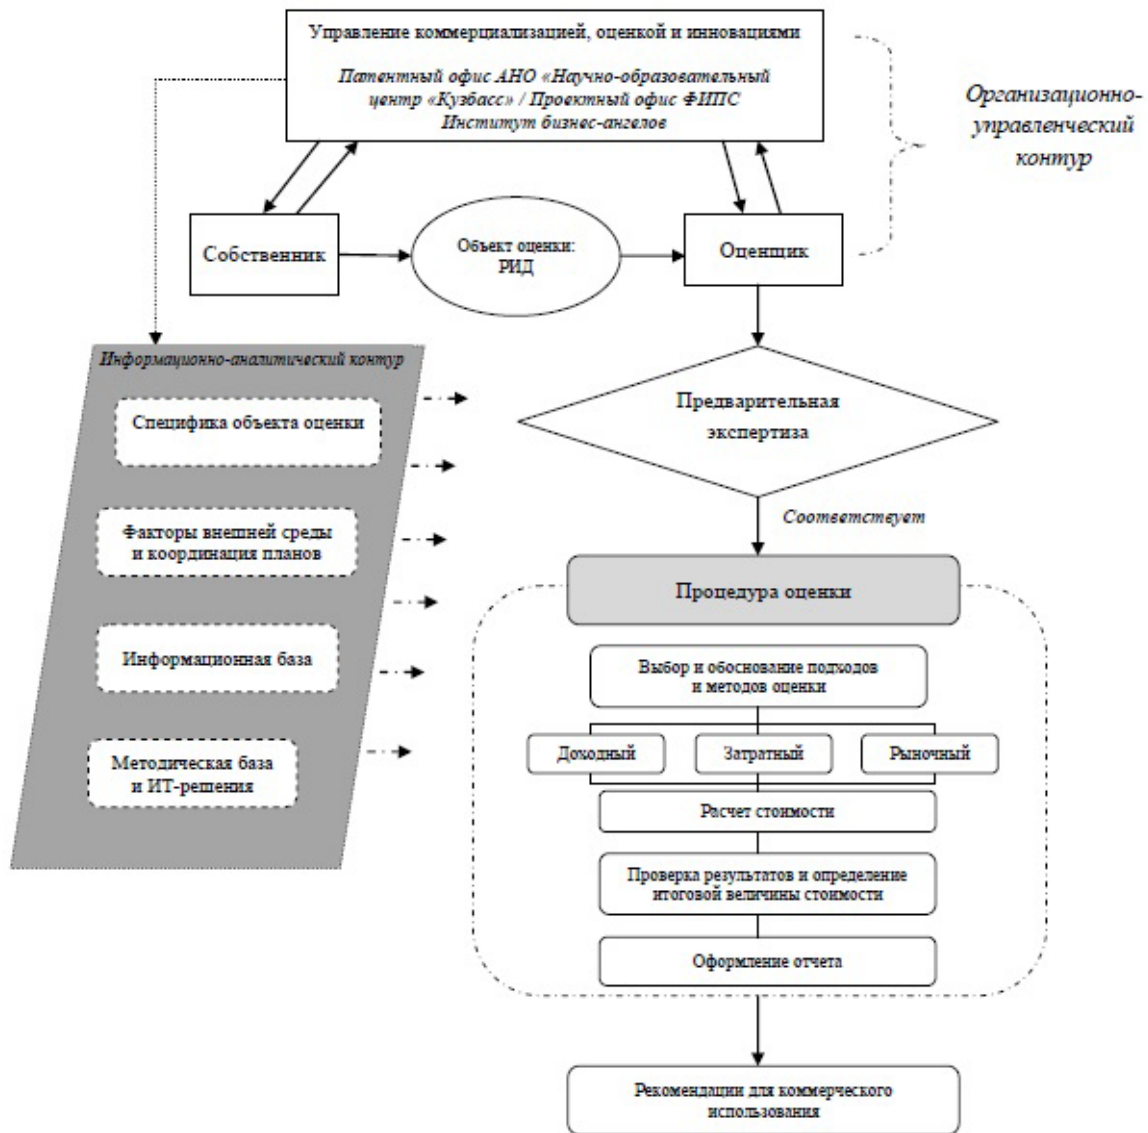 Управление коммерциализацией, оценкой и инновациями
Патентный офис АНО «Научно-образовательный
центр «Кузбасс» / Проектный офис ФИПС
Институт бизнес-ангелов
Организационно-
управленческий
контур
Собственник
Объект оценки:
РИД
Оценщик
Информационно-аналитический контур
Специфика объекта оценки
Факторы внешней среды
и координация планов
Информационная база
Методическая база
и ИТ-решения
Предварительная
экспертиза
Соответствует
Процедура оценки
Выбор и обоснование подходов
и методов оценки
Доходный
Затратный
Рыночный
Расчет стоимости
Проверка результатов и определение
итоговой величины стоимости
Оформление отчета
Рекомендации для коммерческого
использования